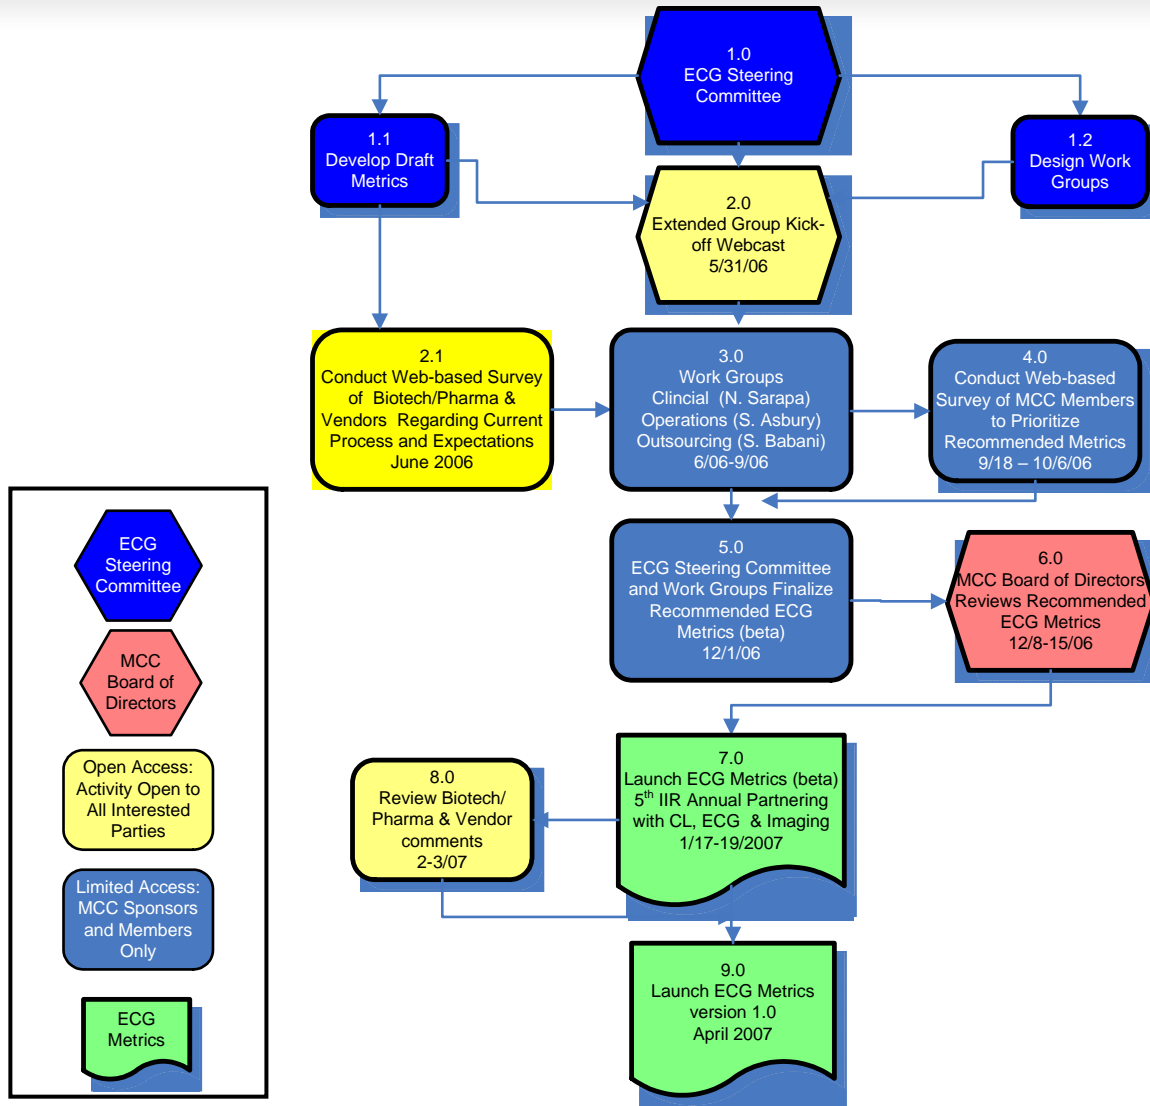 1.0
ECG Steering
Committee
1.1
Develop Draft
Metrics
1.2
Design Work
Groups
2.0
Extended Group Kick-
off Webcast
5/31/06
2.1
Conduct Web-based Survey
of Biotech/Pharma &
Vendors Regarding Current
Process and Expectations
June 2006
3.0
Work Groups
Clincial (N. Sarapa)
Operations (S. Asbury)
Outsourcing (S. Babani)
6/06-9/06
4.0
Conduct Web-based
Survey of MCC Members
to Prioritize
Recommended Metrics
9/18 – 10/6/06
ECG
Steering
Committee
MCC
Board of
Directors
Open Access:
Activity Open to
All Interested
Parties
Limited Access:
MCC Sponsors
and Members
Only
ECG
Metrics
5.0
ECG Steering Committee
and Work Groups Finalize
Recommended ECG
Metrics (beta)
12/1/06
6.0
MCC Board of Directors
Reviews Recommended
ECG Metrics
12/8-15/06
7.0
Launch ECG Metrics (beta)
5th IIR Annual Partnering
with CL, ECG & Imaging
1/17-19/2007
8.0
Review Biotech/
Pharma & Vendor
comments
2-3/07
9.0
Launch ECG Metrics
version 1.0
April 2007